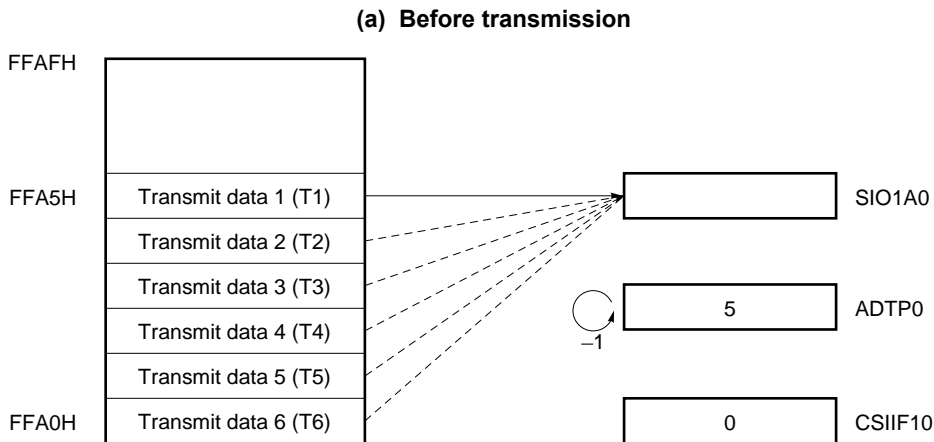 (a) Before transmission
FFAFH
FFA5H Transmit data 1 (T1) SIO1A0
Transmit data 2 (T2)
Transmit data 3 (T3) 5 ADTP0
Transmit data 4 (T4) –1
Transmit data 5 (T5)
FFA0H Transmit data 6 (T6) 0 CSIIF10